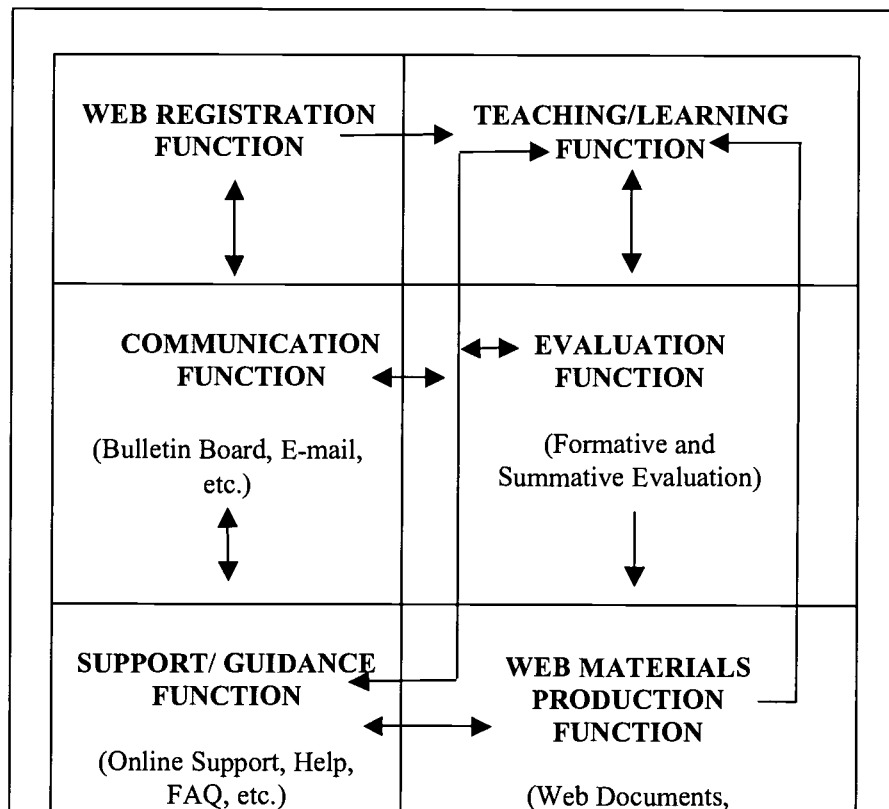 WEB REGISTRATION
FUNCTION
TEACHING/LEARNING
FUNCTION
COMMUNICATION
FUNCTION
(Bulletin Board, E-mail,
etc.)
EVALUATION
FUNCTION
(Formative and
Summative Evaluation)
SUPPORT/ GUIDANCE
FUNCTION
(Online Support, Help,
FAQ, etc.)
WEB MATERIALS
PRODUCTION
FUNCTION
(Web Documents,